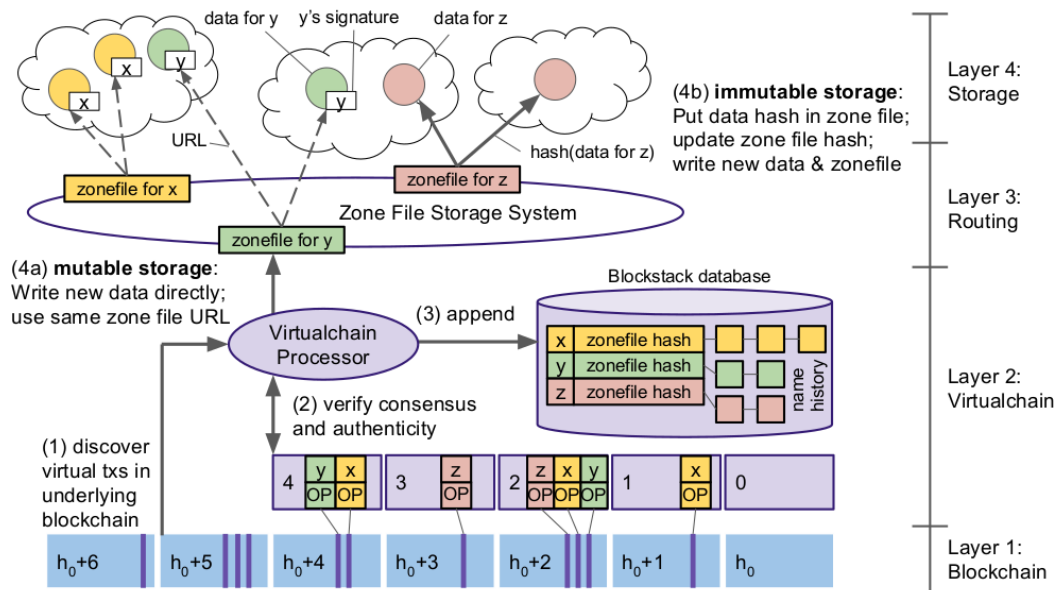 data for y
y's signature
data for z
x
x
y
y
URL
hash(data for z)
(4b) immutable storage:
Put data hash in zone file;
update zone file hash;
write new data & zonefile
Layer 4:
Storage
zonefile for x
zonefile for z
Zone File Storage System
zonefile for y
Layer 3:
Routing
(4a) mutable storage:
Write new data directly;
use same zone file URL
Virtualchain
Processor
(3) append
Blockstack database
x zonefile hash
y zonefile hash
z zonefile hash
name
history
Layer 2:
Virtualchain
(2) verify consensus
and authenticity
(1) discover
virtual txs in
underlying
blockchain
4 y x
OP OP
3 z
OP
2 z x y
OP OP OP
1 x
OP
0
h0+6
h0+5
h0+4
h0+3
h0+2
h0+1
h0
Layer 1:
Blockchain